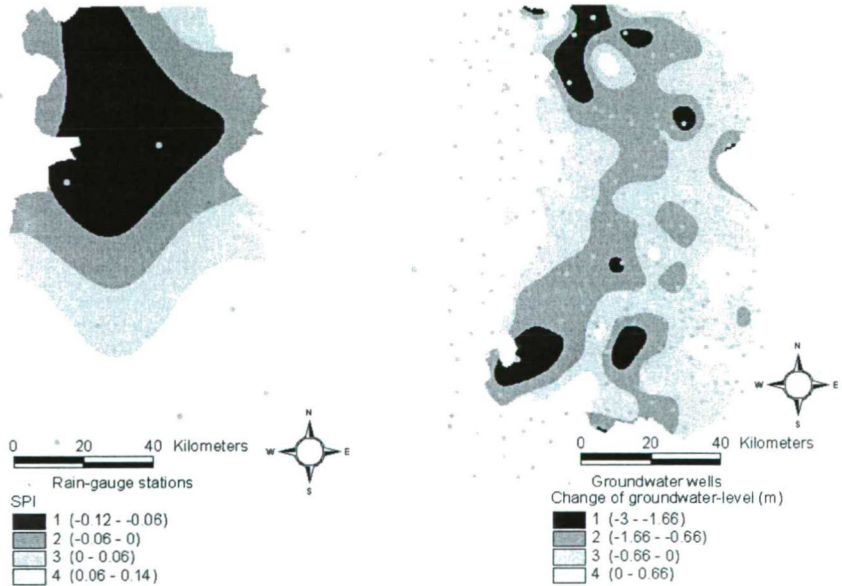 N
W E
S
0 20 40 Kilometers
Rain-gauge stations
SPI
1 (-0.12 - -0.06)
2 (-0.06 - 0)
3 (0 - 0.06)
4 (0.06 - 0.14)
N
W E
S
0 20 40 Kilometers
Groundwater wells
Change of groundwater-level (m)
1 (-3 - -1.66)
2 (-1.66 - -0.66)
3 (-0.66 - 0)
4 (0 - 0.66)